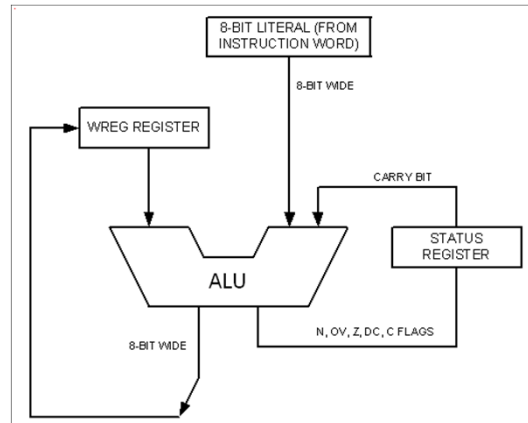 8-BIT LITERAL (FROM
INSTRUCTION WORD)
8-BIT WIDE
WREG REGISTER
CARRY BIT
STATUS
REGISTER
ALU
8-BIT WIDE
N, OV, Z, DC, C FLAGS